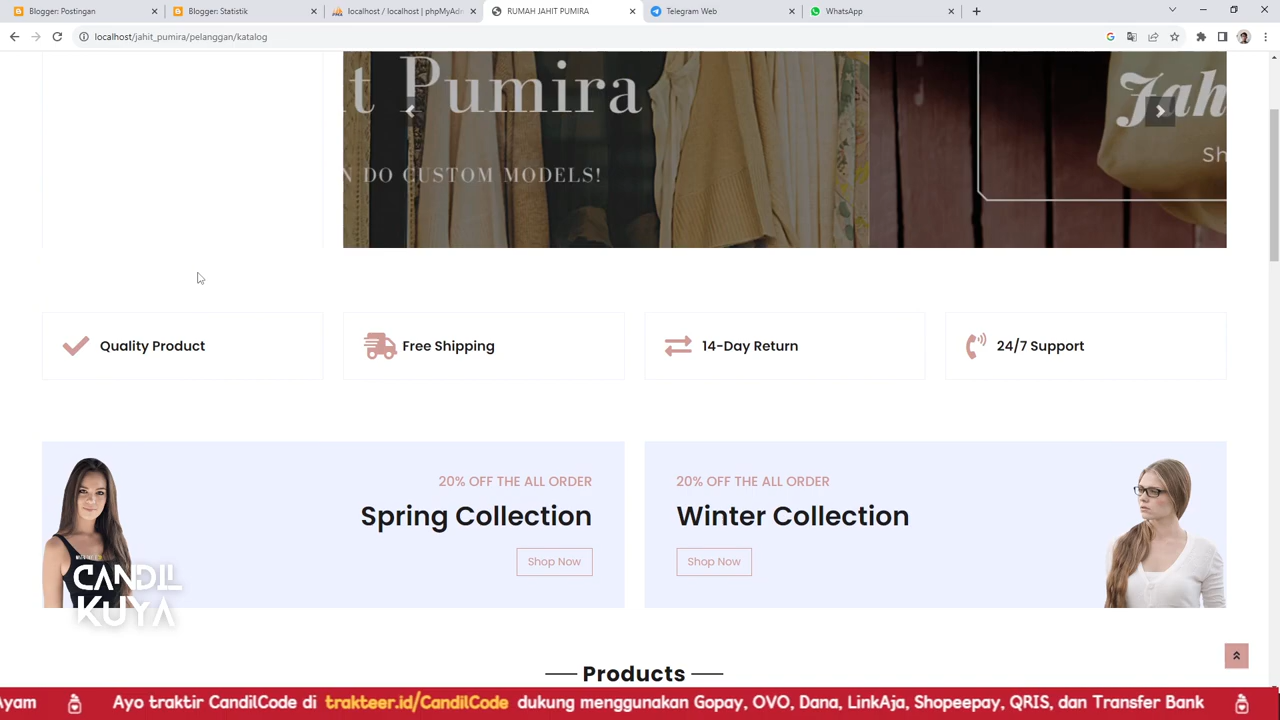 Blogger: Postingan
Blogger: Statistik
localhost / localhost | phpMyAdm
RUMAH JAHIT PUMIRA
Telegram Web
WhatsApp
localhost/jahit_pumira/pelanggan/katalog
it Pumira
N DO CUSTOM MODELS!
Jah
Sh
Quality Product
Free Shipping
14-Day Return
24/7 Support
20% OFF THE ALL ORDER
Spring Collection
Shop Now
20% OFF THE ALL ORDER
Winter Collection
Shop Now
CANDIL
KUYA
Products
Ayam
Ayo traktir CandilCode di trakteer.id/CandilCode dukung menggunakan Gopay, OVO, Dana, LinkAja, Shopeepay, QRIS, dan Transfer Bank